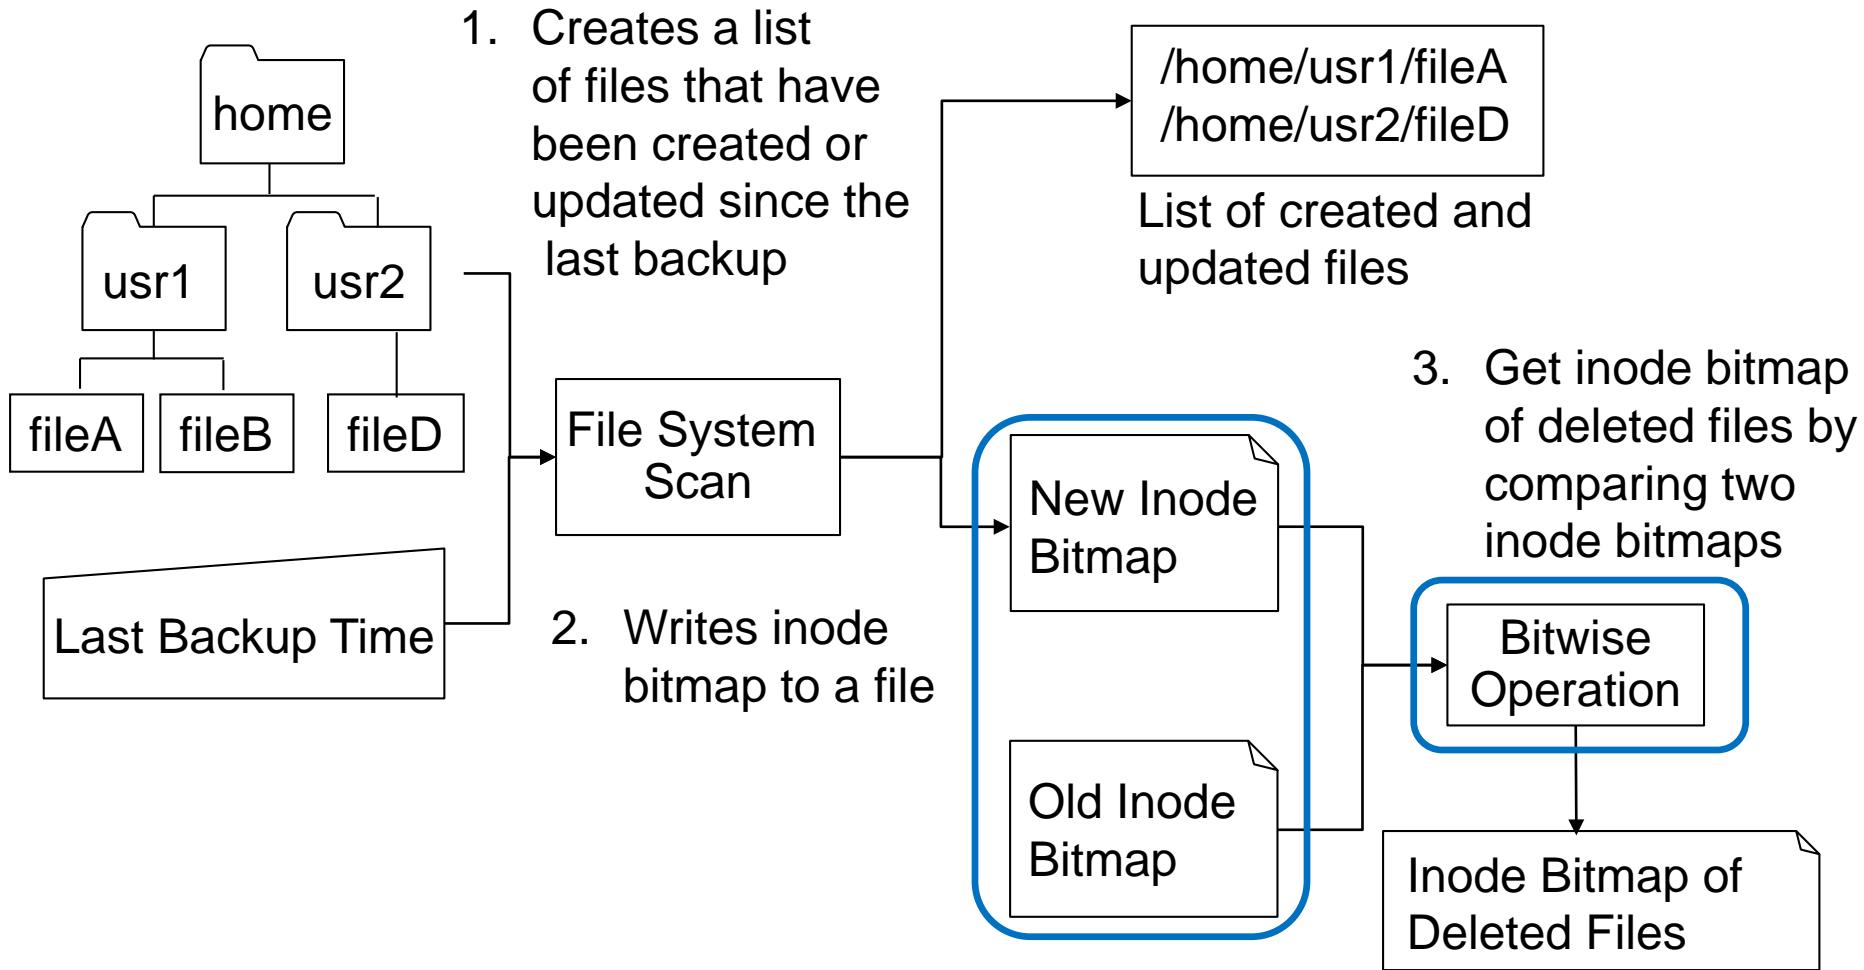 home
usr1
usr2
fileA
fileB
fileD
Last Backup Time
1. Creates a list
of files that have
been created or
updated since the
last backup
File System
Scan
2. Writes inode
bitmap to a file
/home/usr1/fileA
/home/usr2/fileD
List of created and
updated files
New Inode
Bitmap
Old Inode
Bitmap
3. Get inode bitmap
of deleted files by
comparing two
inode bitmaps
Bitwise
Operation
Inode Bitmap of
Deleted Files